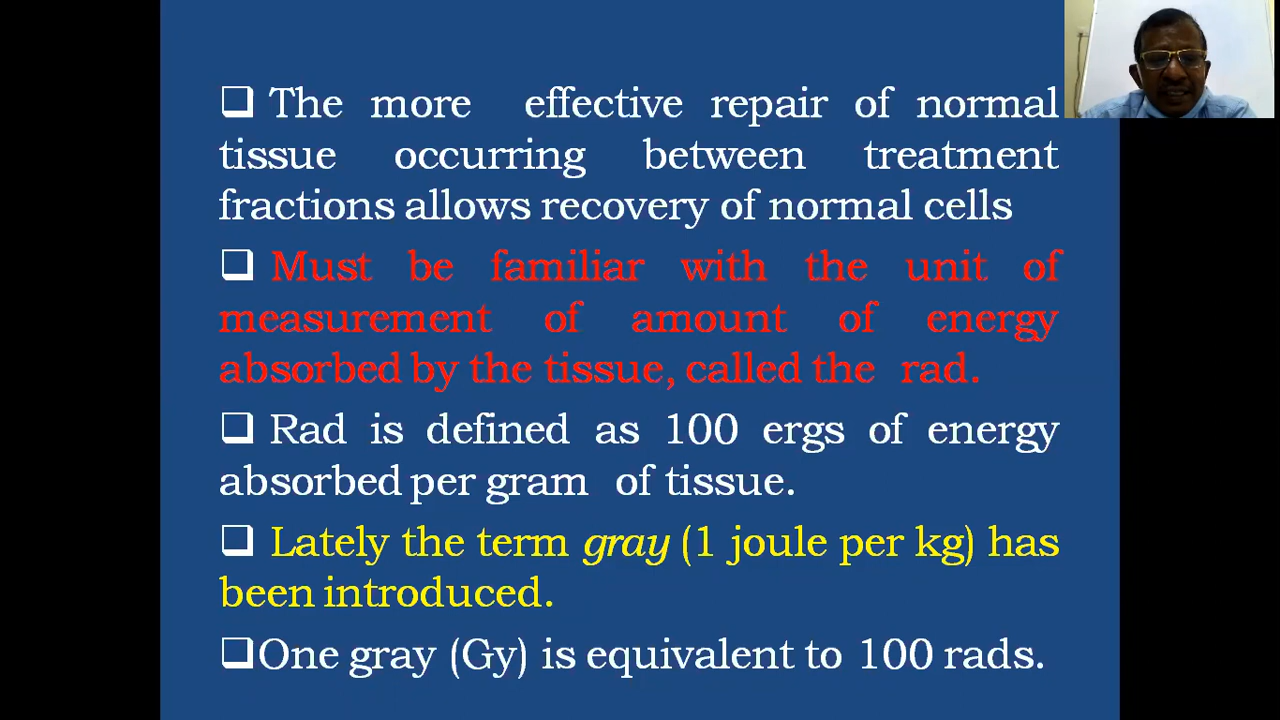 The more effective repair of normal
tissue occurring between treatment
fractions allows recovery of normal cells
Must be familiar with the unit of
measurement of amount of energy
absorbed by the tissue, called the rad.
Rad is defined as 100 ergs of energy
absorbed per gram of tissue.
Lately the term gray (1 joule per kg) has
been introduced.
One gray (Gy) is equivalent to 100 rads.